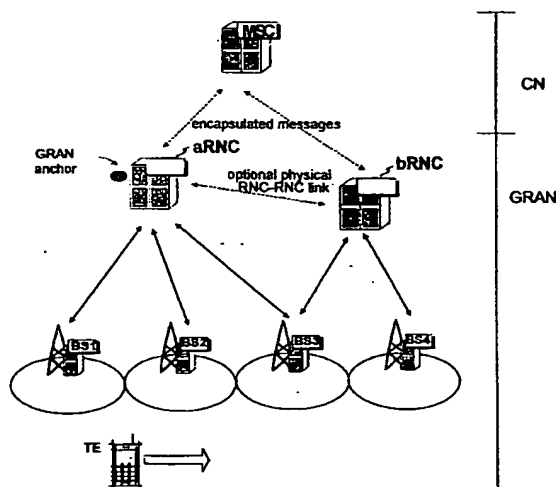 MSC
CN
encapsulated messages
aRNC
GRAN
anchor
optional physical
RNC-RNC link
bRNC
GRAN
BS1
BS2
BS3
BS4
TE